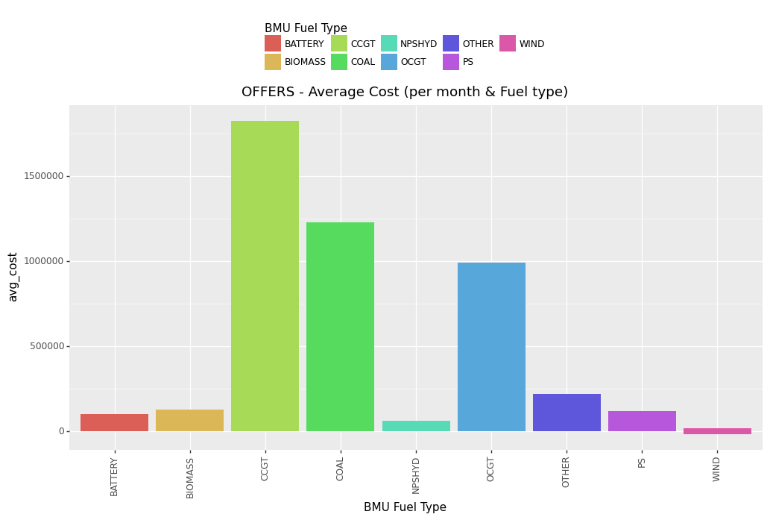 BMU Fuel Type
BATTERY CCGT NPSHYD OTHER WIND
BIOMASS COAL OCGT PS
OFFERS - Average Cost (per month & Fuel type)
avg_cost
1500000
1000000
500000
0
BATTERY BIOMASS CCGT COAL NPSHYD OCGT OTHER PS WIND
BMU Fuel Type